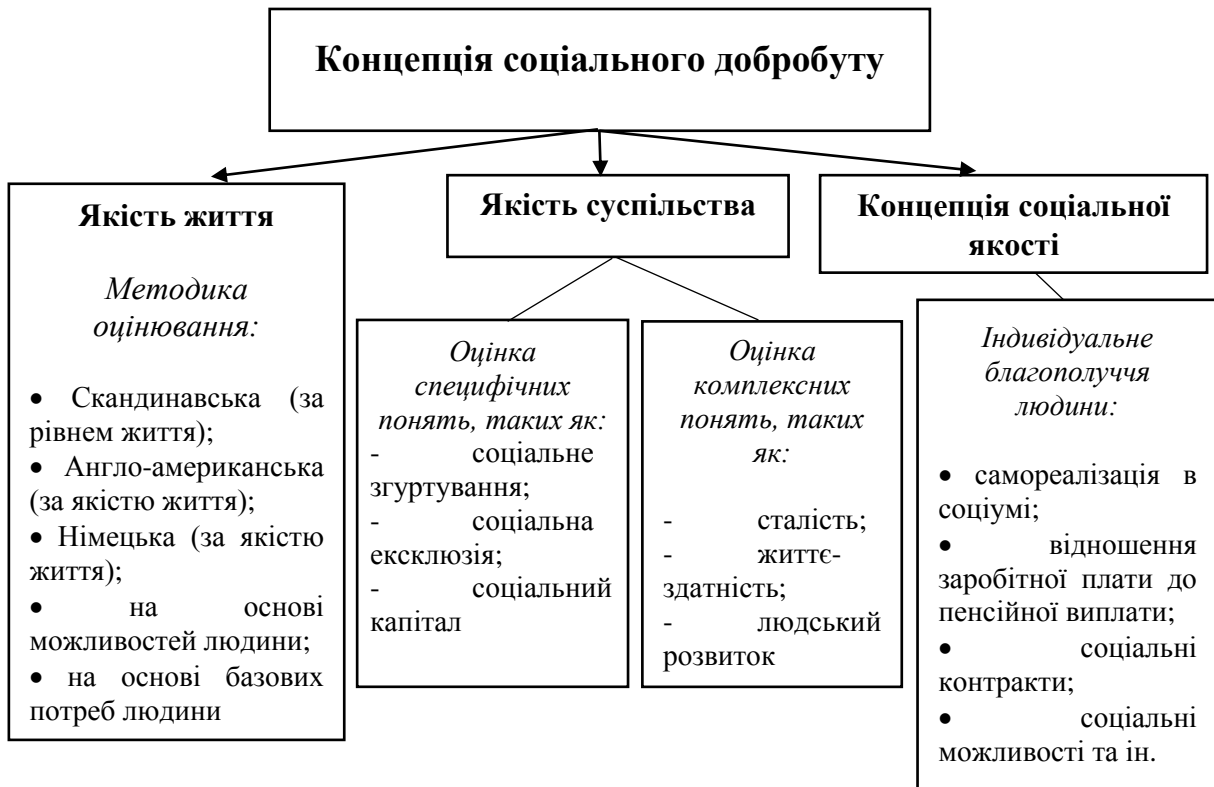 Концепція соціального добробуту
Якість життя
Методика
оцінювання:
• Скандинавська (за
рівнем життя);
• Англо-американська
(за якістю життя);
• Німецька (за якістю
життя);
• на основі
можливостей людини;
• на основі базових
потреб людини
Якість суспільства
Оцінка
специфічних
понять, таких як:
- соціальне
згуртування;
- соціальна
ексклюзія;
- соціальний
капітал
Оцінка
комплексних
понять, таких
як:
- сталість;
- життє-
здатність;
- людський
розвиток
Концепція соціальної
якості
Індивідуальне
благополуччя
людини:
• самореалізація в
соціумі;
• відношення
заробітної плати до
пенсійної виплати;
• соціальні
контракти;
• соціальні
можливості та ін.